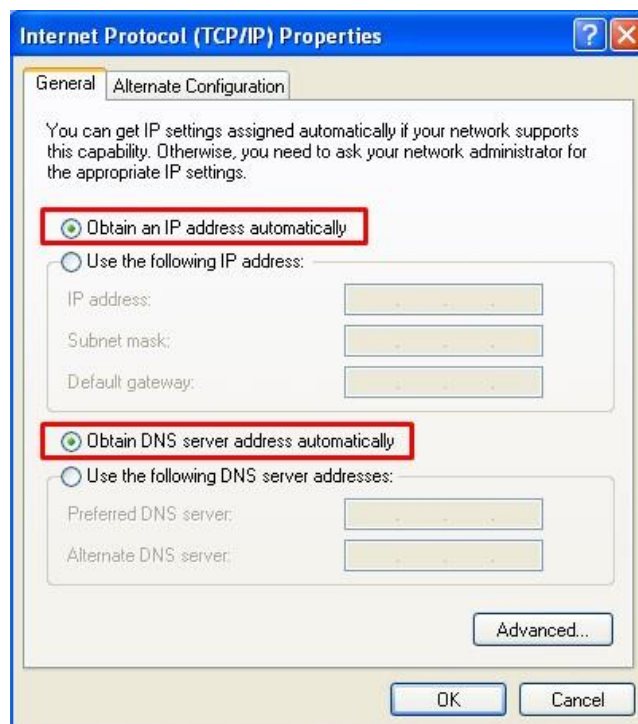 Internet Protocol (TCP/IP) Properties
General
Alternate Configuration
You can get IP settings assigned automatically if your network supports
this capability. Otherwise, you need to ask your network administrator for
the appropriate IP settings.
Obtain an IP address automatically
Use the following IP address:
IP address:
Subnet mask:
Default gateway:
Obtain DNS server address automatically
Use the following DNS server addresses:
Preferred DNS server:
Alternate DNS server:
Advanced...
OK
Cancel